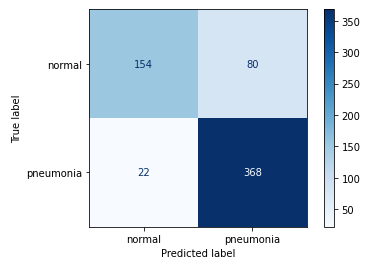 normal
pneumonia
True label
154
80
22
368
normal
pneumonia
Predicted label
350
300
250
200
150
100
50